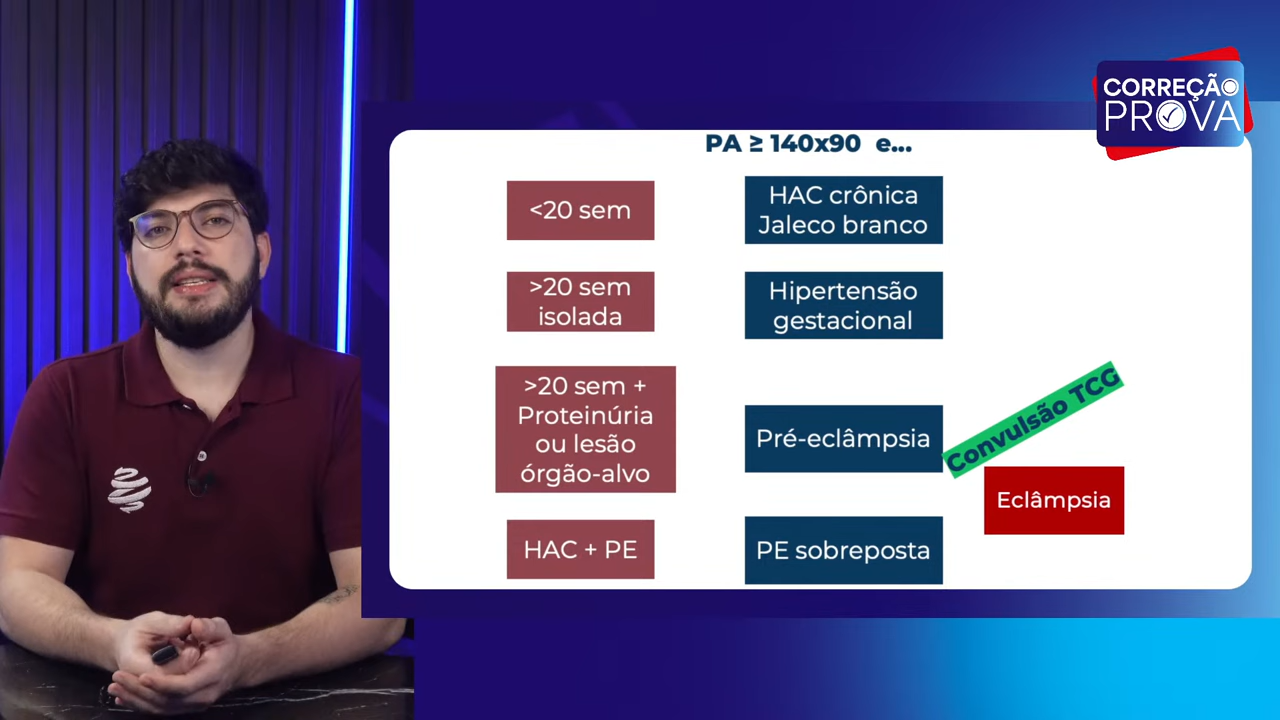 CORREÇÃO
PROVA
PA ≥ 140x90 e...
<20 sem
HAC crônica
Jaleco branco
>20 sem
isolada
Hipertensão
gestacional
>20 sem +
Proteinúria
ou lesão
órgão-alvo
Pré-eclâmpsia
Convulsão TCG
Eclâmpsia
HAC + PE
PE sobreposta